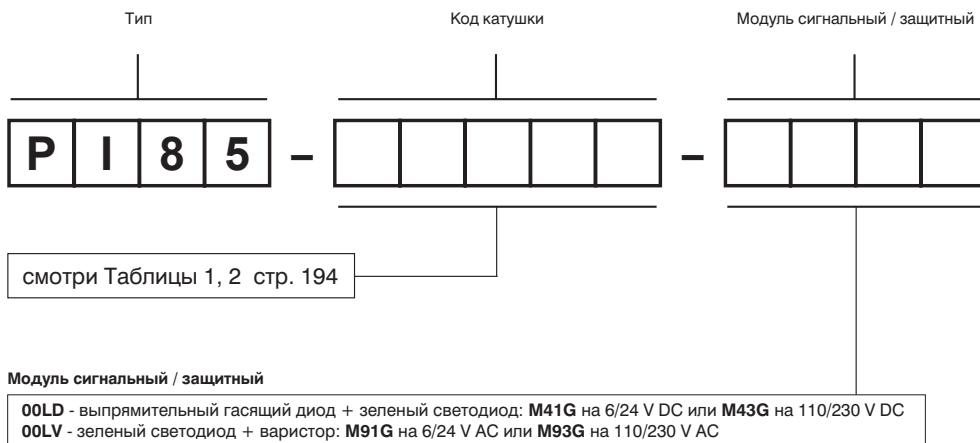 Тип Код катушки Модуль сигнальный / защитный
P I 8 5 – –
смотри Таблицы 1, 2 стр. 194
Модуль сигнальный / защитный
00LD - выпрямительный гасящий диод + зеленый светодиод: M41G на 6/24 V DC или M43G на 110/230 V DC
00LV - зеленый светодиод + варистор: M91G на 6/24 V AC или M93G на 110/230 V AC